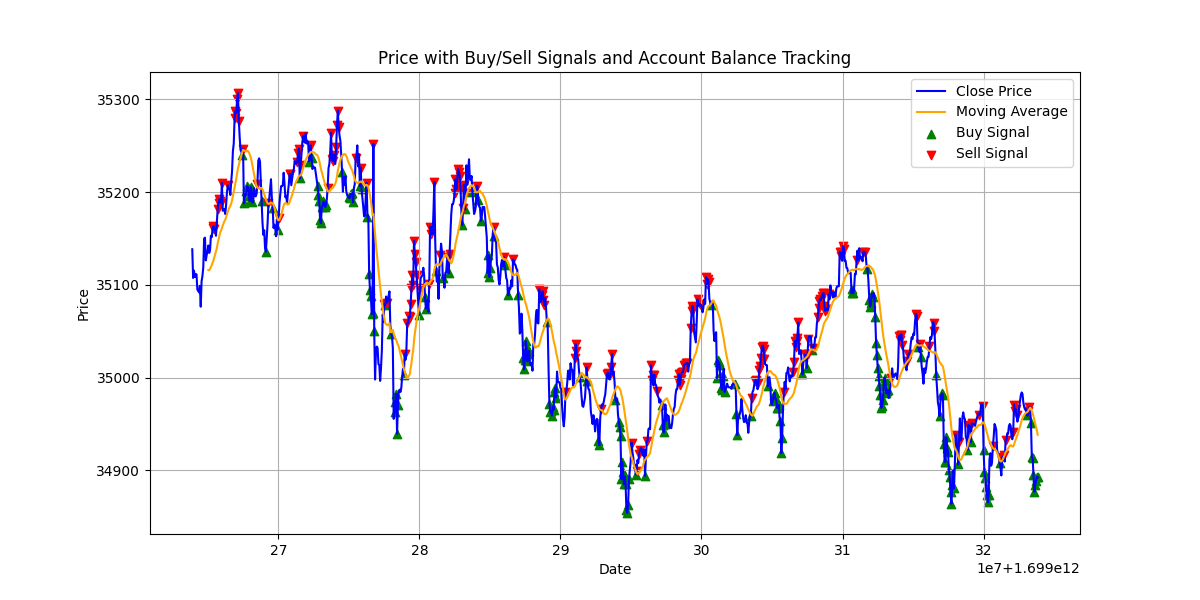 Price with Buy/Sell Signals and Account Balance Tracking
Close Price
Moving Average
Buy Signal
Sell Signal
35300
35200
35100
35000
34900
Price
27 28 29 30 31 32
1e7+1.699e12
Date